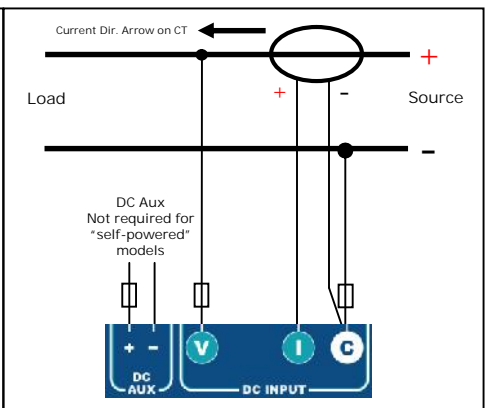 Current Dir. Arrow on CT
+
Load
+ -
Source
-
DC Aux
Not required for
"self-powered"
models
+ - V I C
DC
AUX
DC INPUT